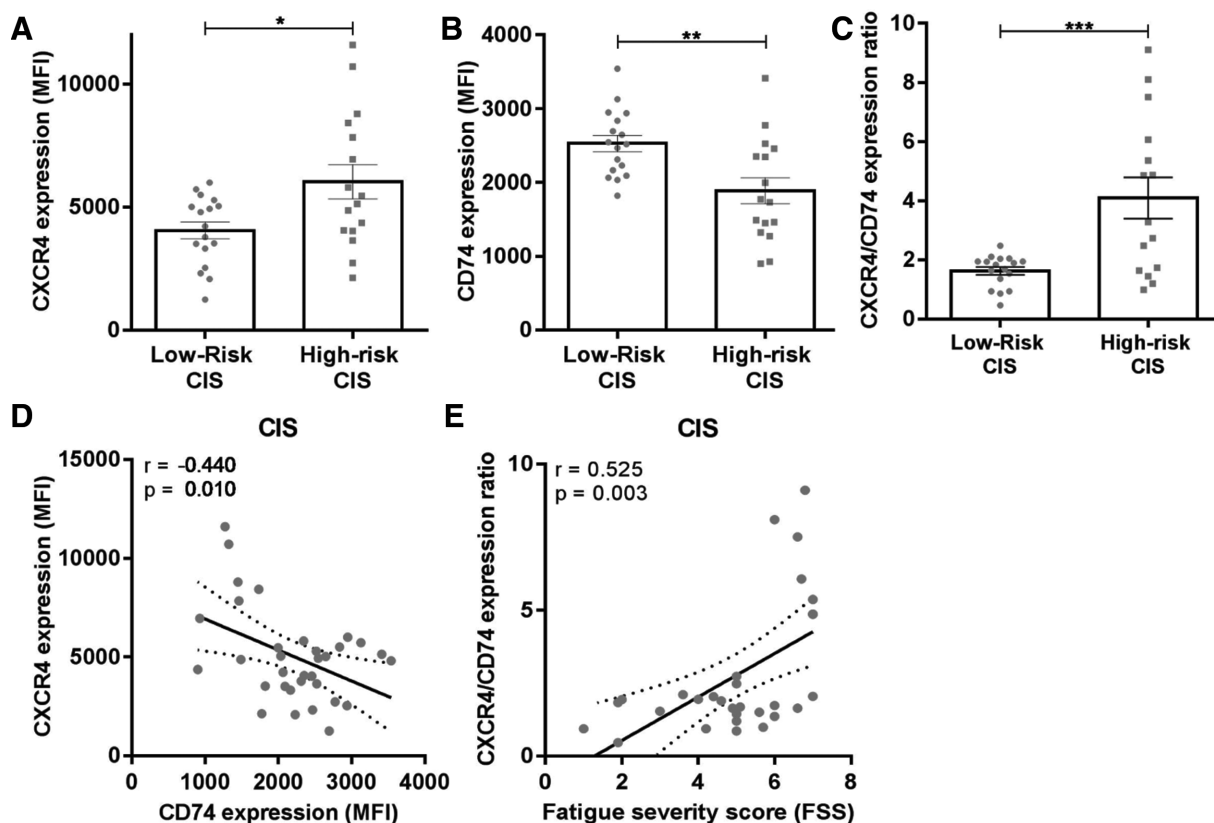 A
CXCR4 expression (MFI)
10000
5000
0
*
Low-Risk
CIS
High-risk
CIS
B
CD74 expression (MFI)
4000
3000
2000
1000
0
**
Low-Risk
CIS
High-risk
CIS
C
CXCR4/CD74 expression ratio
10
8
6
4
2
0
***
Low-Risk
CIS
High-risk
CIS
D
CIS
r = -0.440
p = 0.010
CXCR4 expression (MFI)
15000
10000
5000
0
0 1000 2000 3000 4000
CD74 expression (MFI)
E
CIS
r = 0.525
p = 0.003
CXCR4/CD74 expression ratio
10
5
0
0 2 4 6 8
Fatigue severity score (FSS)